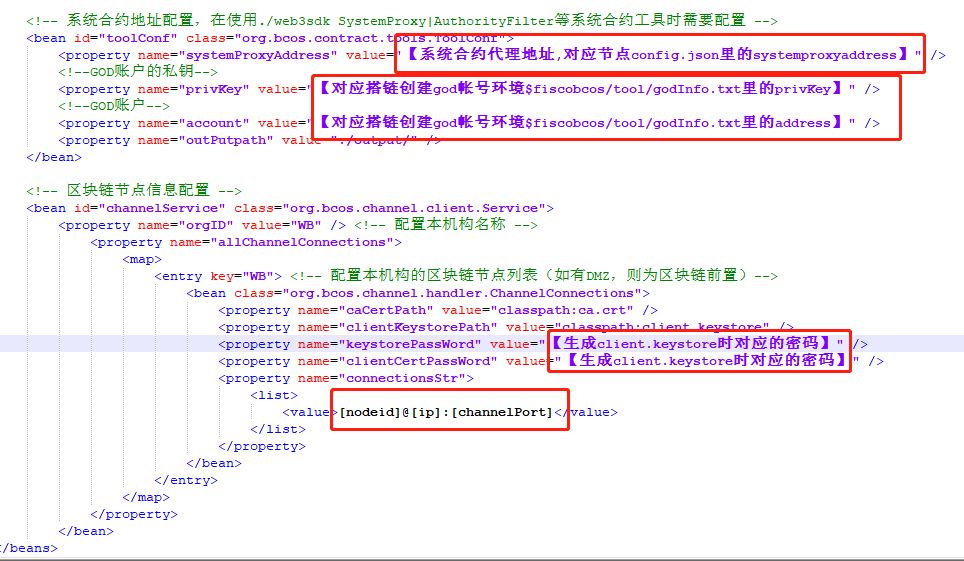 <!-- 系统合约地址配置，在使用./web3sdk SystemProxy|AuthorityFilter等系统合约工具时需要配置 -->
<bean id="toolConf" class="org.bcos.contract.tools.ToolConf">
<property name="systemProxyAddress" value="【系统合约代理地址,对应节点config.json里的systemproxyaddress】" />
<!--GOD账户的私钥-->
<property name="privKey" value="【对应搭链创建god帐号环境$fiscobcos/tool/godInfo.txt里的privKey】" />
<!--GOD账户-->
<property name="account" value="【对应搭链创建god帐号环境$fiscobcos/tool/godInfo.txt里的address】" />
<property name="outPutpath" value="./output/" />
</bean>
<!-- 区块链节点信息配置 -->
<bean id="channelService" class="org.bcos.channel.client.Service">
<property name="orgID" value="WB" /> <!-- 配置本机构名称 -->
<property name="allChannelConnections">
<map>
<entry key="WB"> <!-- 配置本机构的区块链节点列表（如有DMZ，则为区块链前置）-->
<bean class="org.bcos.channel.handler.ChannelConnections">
<property name="caCertPath" value="classpath:ca.crt" />
<property name="clientKeystorePath" value="classpath:client.keystore" />
<property name="keystorePassWord" value="【生成client.keystore时对应的密码】" />
<property name="clientCertPassWord" value="【生成client.keystore时对应的密码】" />
<property name="connectionsStr">
<list>
<value>[nodeid]@[ip]:[channelPort]</value>
</list>
</property>
</bean>
</entry>
</map>
</property>
</bean>
</beans>